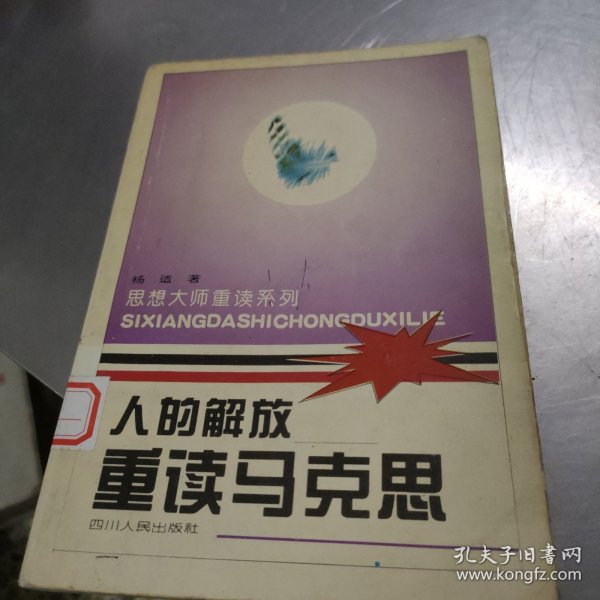 杨 适 著
思想大师重读系列
SIXIANGDASHICHONGDUXILIE
人的解放
重读马克思
四川人民出版社
孔夫子旧书网
www.kongfz.com